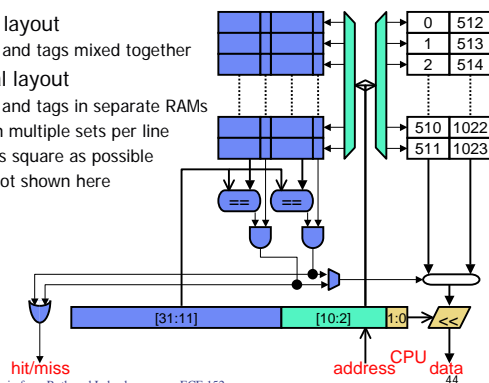 layout
and tags mixed together
l layout
and tags in separate RAMs
multiple sets per line
s square as possible
ot shown here
0 512
1 513
2 514
510 1022
511 1023
== ==
[31:11] [10:2] 1:0 <<
hit/miss address CPU data
44